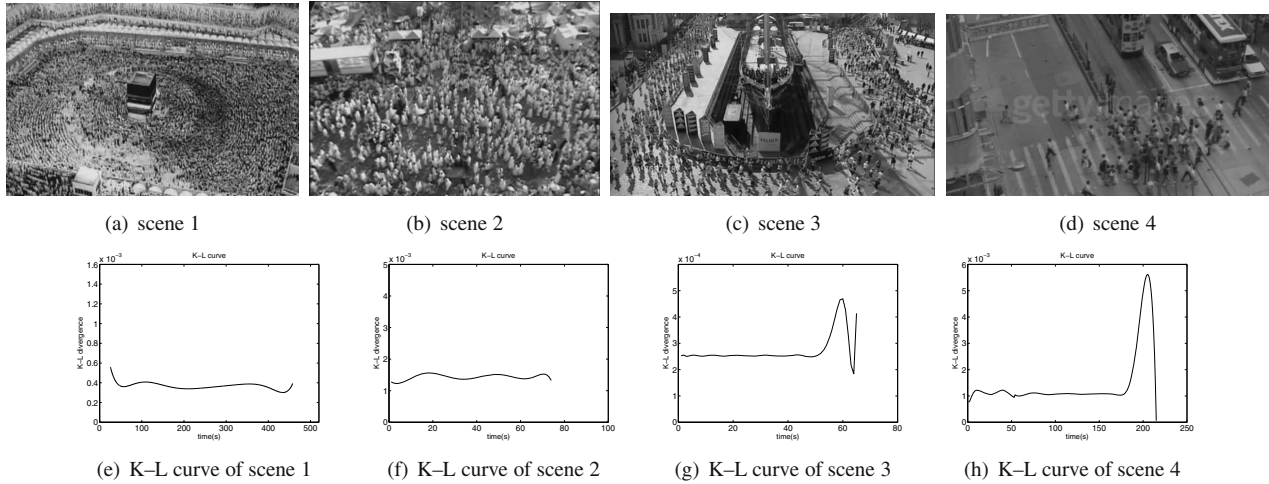 getty
(a) scene 1
(b) scene 2
(c) scene 3
(d) scene 4
x 10⁻³
K–L curve
1.6
1.4
1.2
1
0.8
0.6
0.4
0.2
0
K–L divergence
0 100 200 300 400 500
time(s)
x 10⁻³
K–L curve
5
4
3
2
1
0
K–L divergence
0 20 40 60 80 100
time(s)
x 10⁻⁴
K–L curve
5
4
3
2
1
0
K–L divergence
0 20 40 60 80
time(s)
x 10⁻³
K–L curve
6
5
4
3
2
1
0
K–L divergence
0 50 100 150 200 250
time(s)
(e) K–L curve of scene 1
(f) K–L curve of scene 2
(g) K–L curve of scene 3
(h) K–L curve of scene 4